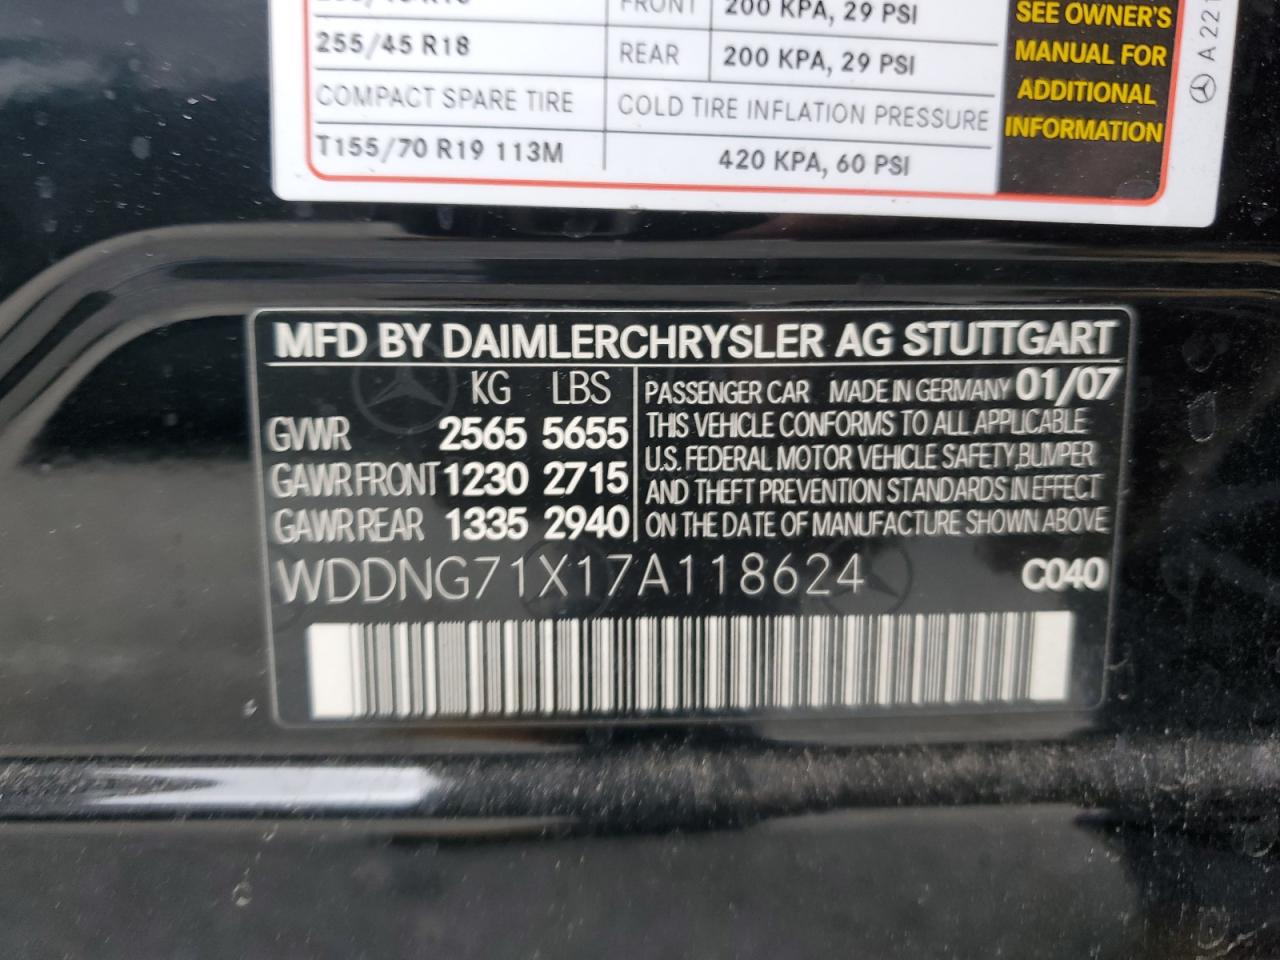 FRONT 200 KPA, 29 PSI
255/45 R18 REAR 200 KPA, 29 PSI
COMPACT SPARE TIRE COLD TIRE INFLATION PRESSURE
T155/70 R19 113M 420 KPA, 60 PSI
SEE OWNER'S
MANUAL FOR
ADDITIONAL
INFORMATION
A 221
MFD BY DAIMLERCHRYSLER AG STUTTGART
KG LBS
GVWR 2565 5655
GAWR FRONT 1230 2715
GAWR REAR 1335 2940
PASSENGER CAR MADE IN GERMANY 01/07
THIS VEHICLE CONFORMS TO ALL APPLICABLE
U.S. FEDERAL MOTOR VEHICLE SAFETY, BUMPER
AND THEFT PREVENTION STANDARDS IN EFFECT
ON THE DATE OF MANUFACTURE SHOWN ABOVE
WDDNG71X17A118624 C040